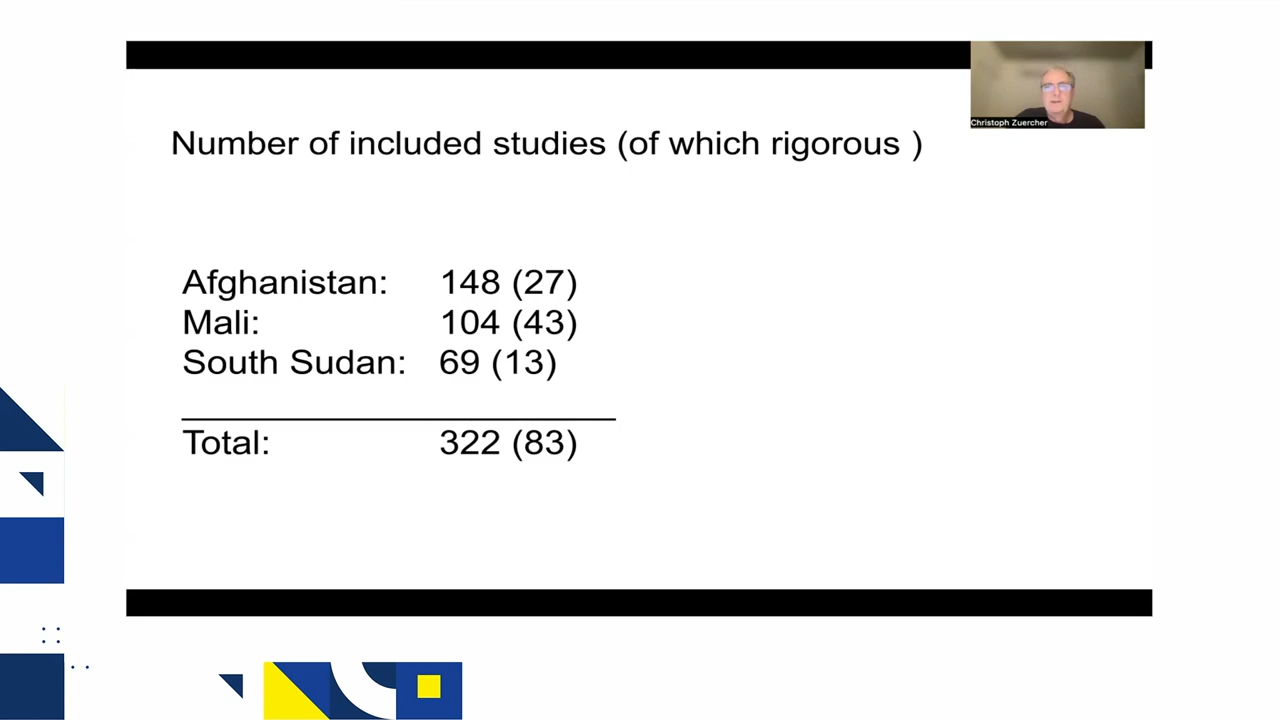 Christoph Zuercher
Number of included studies (of which rigorous )
Afghanistan: 148 (27)
Mali: 104 (43)
South Sudan: 69 (13)
Total: 322 (83)